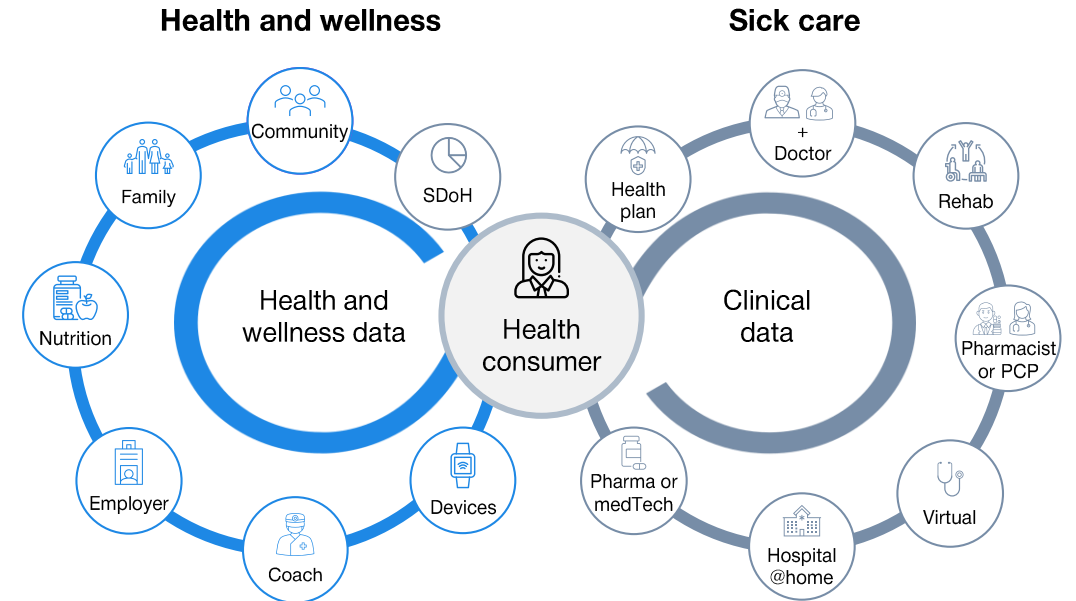 Health and wellness
Sick care
Community
SDoH
Family
Nutrition
Employer
Coach
Devices
Health and
wellness data
Health
consumer
Clinical
data
Health
plan
+
Doctor
Rehab
Pharmacist
or PCP
Virtual
Hospital
@home
Pharma or
medTech